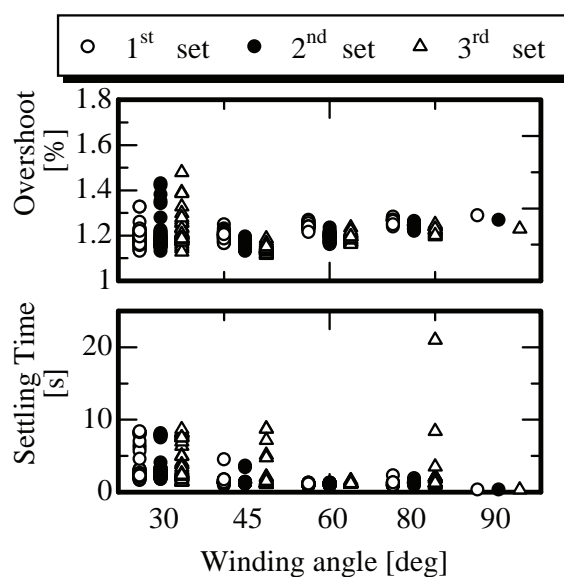 1st set 2nd set 3rd set
1.8
1.6
1.4
1.2
1
Overshoot
[%]
20
10
0
Settling Time
[s]
30 45 60 80 90
Winding angle [deg]